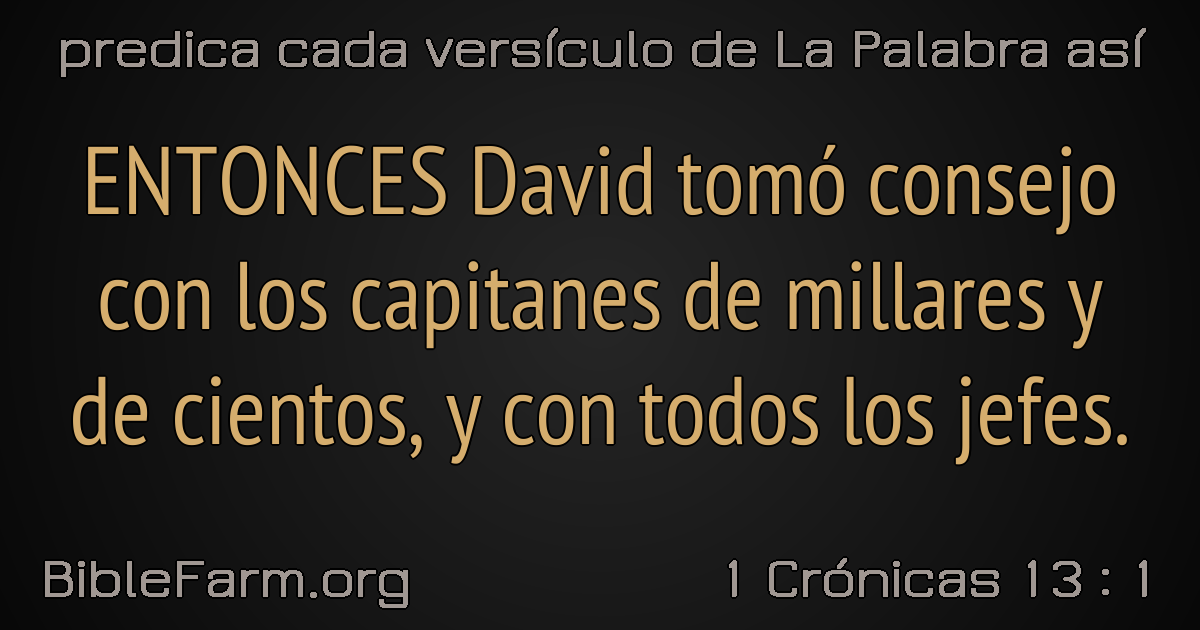 predica cada versículo de La Palabra así
ENTONCES David tomó consejo
con los capitanes de millares y
de cientos, y con todos los jefes.
BibleFarm.org
1 Crónicas 13 : 1